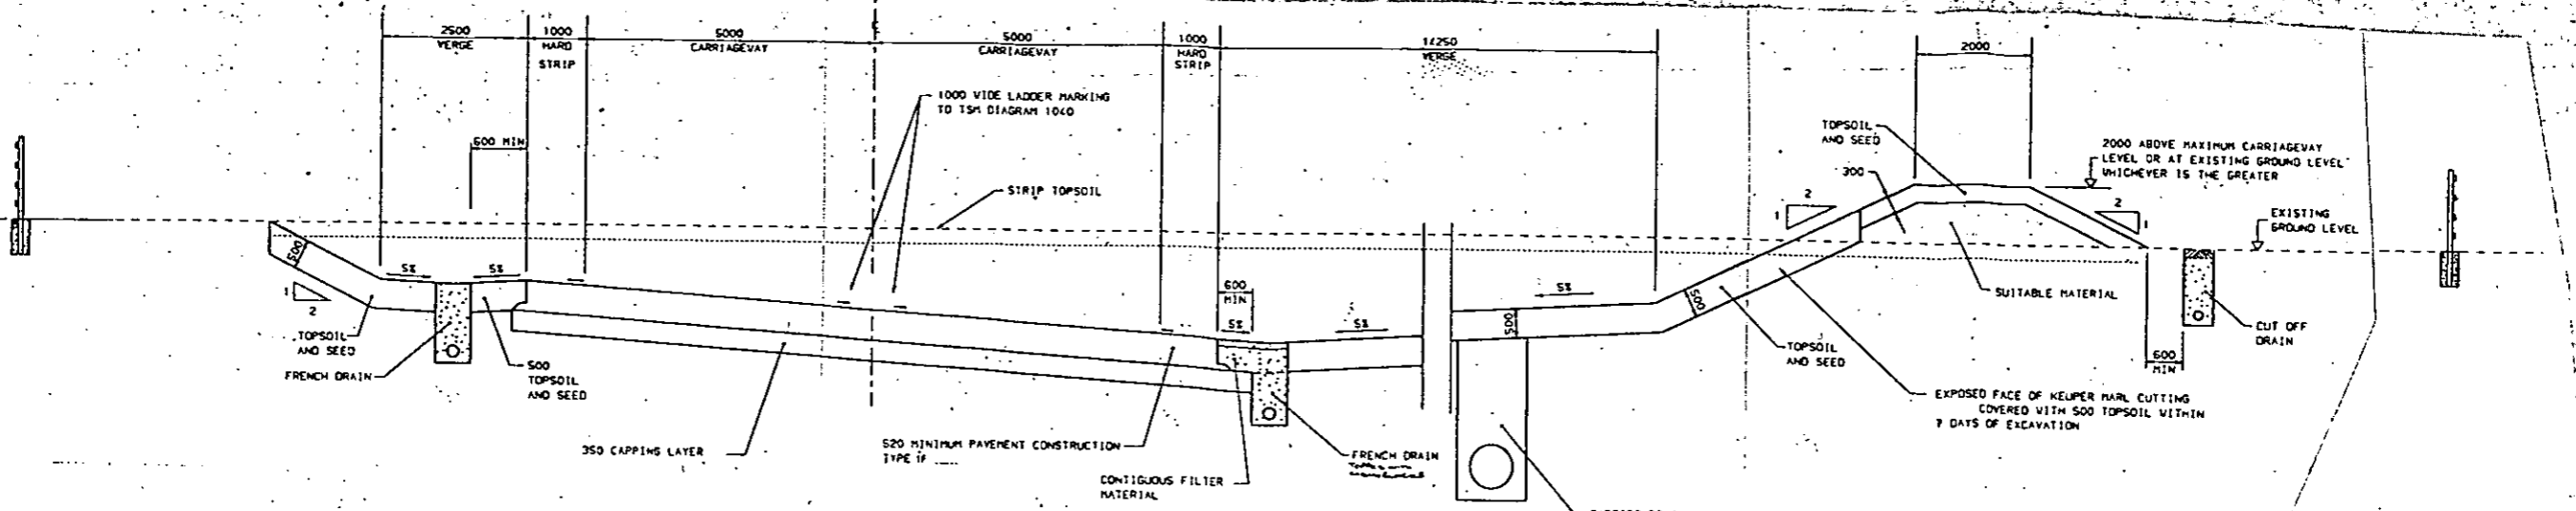 2500
VERGE
1000
HARD
STRIP
5000
CARRIAGEWAY
5000
CARRIAGEWAY
1000
HARD
STRIP
14250
VERGE
2000
600 MIN
1000 WIDE LADDER MARKING
TO TSM DIAGRAM 1040
STRIP TOPSOIL
TOPSOIL
AND SEED
300
2000 ABOVE MAXIMUM CARRIAGEWAY
LEVEL OR AT EXISTING GROUND LEVEL
WHICHEVER IS THE GREATER
1
2
2
1
EXISTING
GROUND LEVEL
500
5%
5%
1
2
TOPSOIL
AND SEED
FRENCH DRAIN
500
TOPSOIL
AND SEED
350 CAPPING LAYER
520 MINIMUM PAVEMENT CONSTRUCTION
TYPE 1F
CONTIGUOUS FILTER
MATERIAL
600
MIN
5%
5%
FRENCH DRAIN
500
5%
500
TOPSOIL
AND SEED
EXPOSED FACE OF KEUPER MARL CUTTING
COVERED WITH 500 TOPSOIL WITHIN
7 DAYS OF EXCAVATION
SUITABLE MATERIAL
CUT OFF
DRAIN
600
MIN